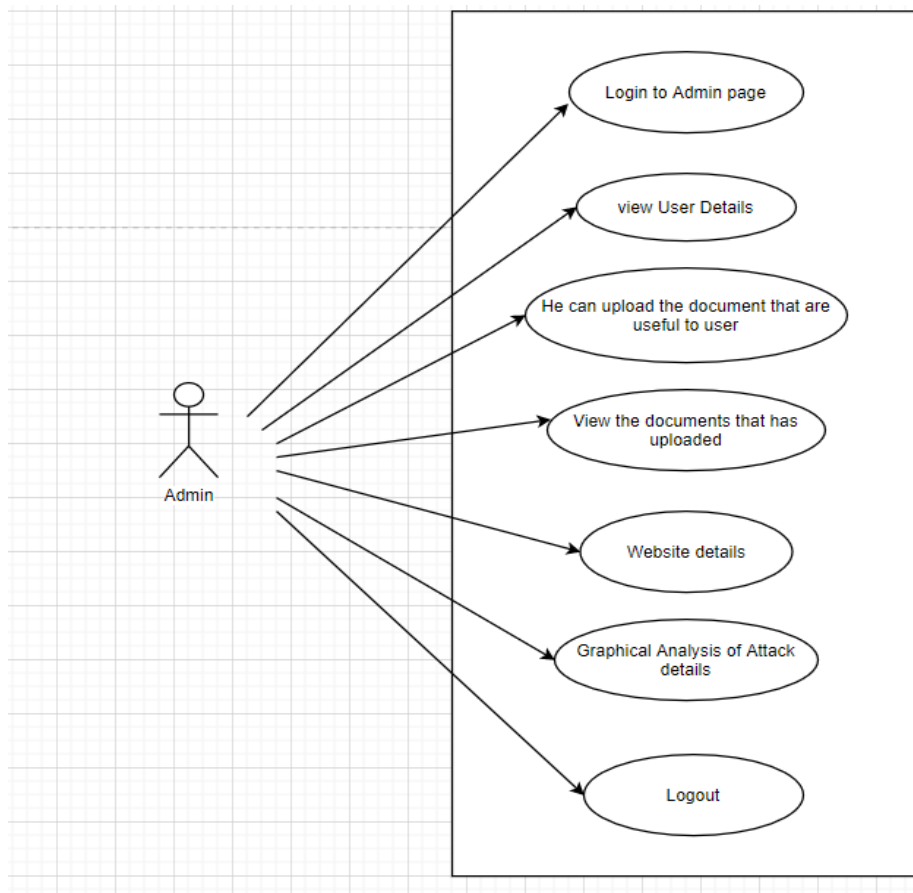 Login to Admin page
view User Details
He can upload the document that are
useful to user
View the documents that has
uploaded
Admin
Website details
Graphical Analysis of Attack
details
Logout